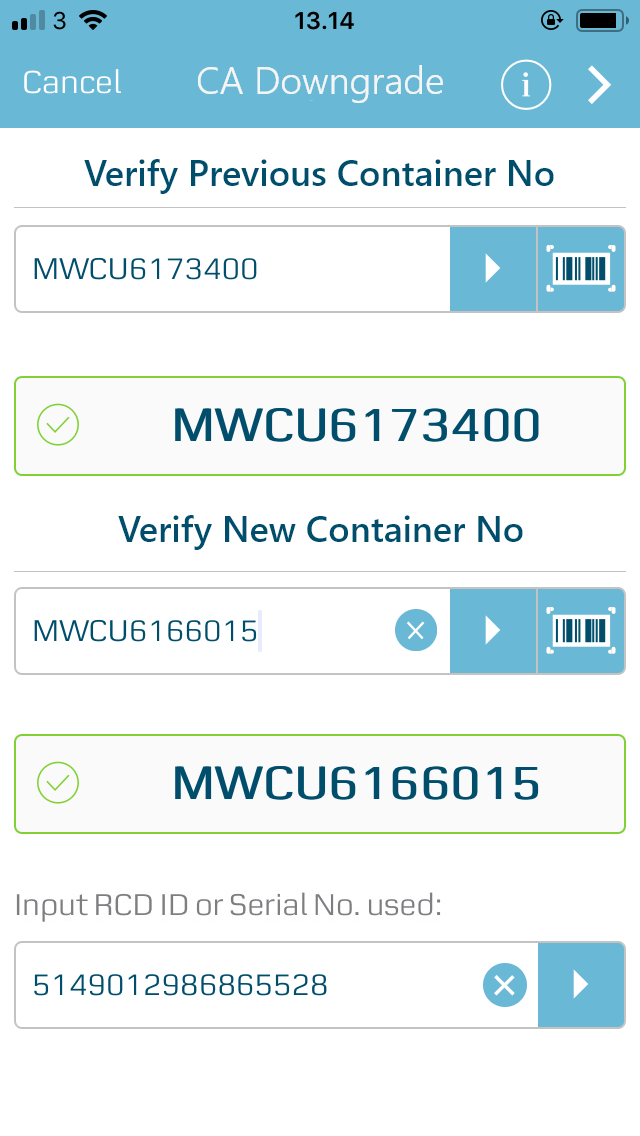 3 13.14
Cancel CA Downgrade i
Verify Previous Container No
MWCU6173400
MWCU6173400
Verify New Container No
MWCU6166015
MWCU6166015
Input RCD ID or Serial No. used:
5149012986865528